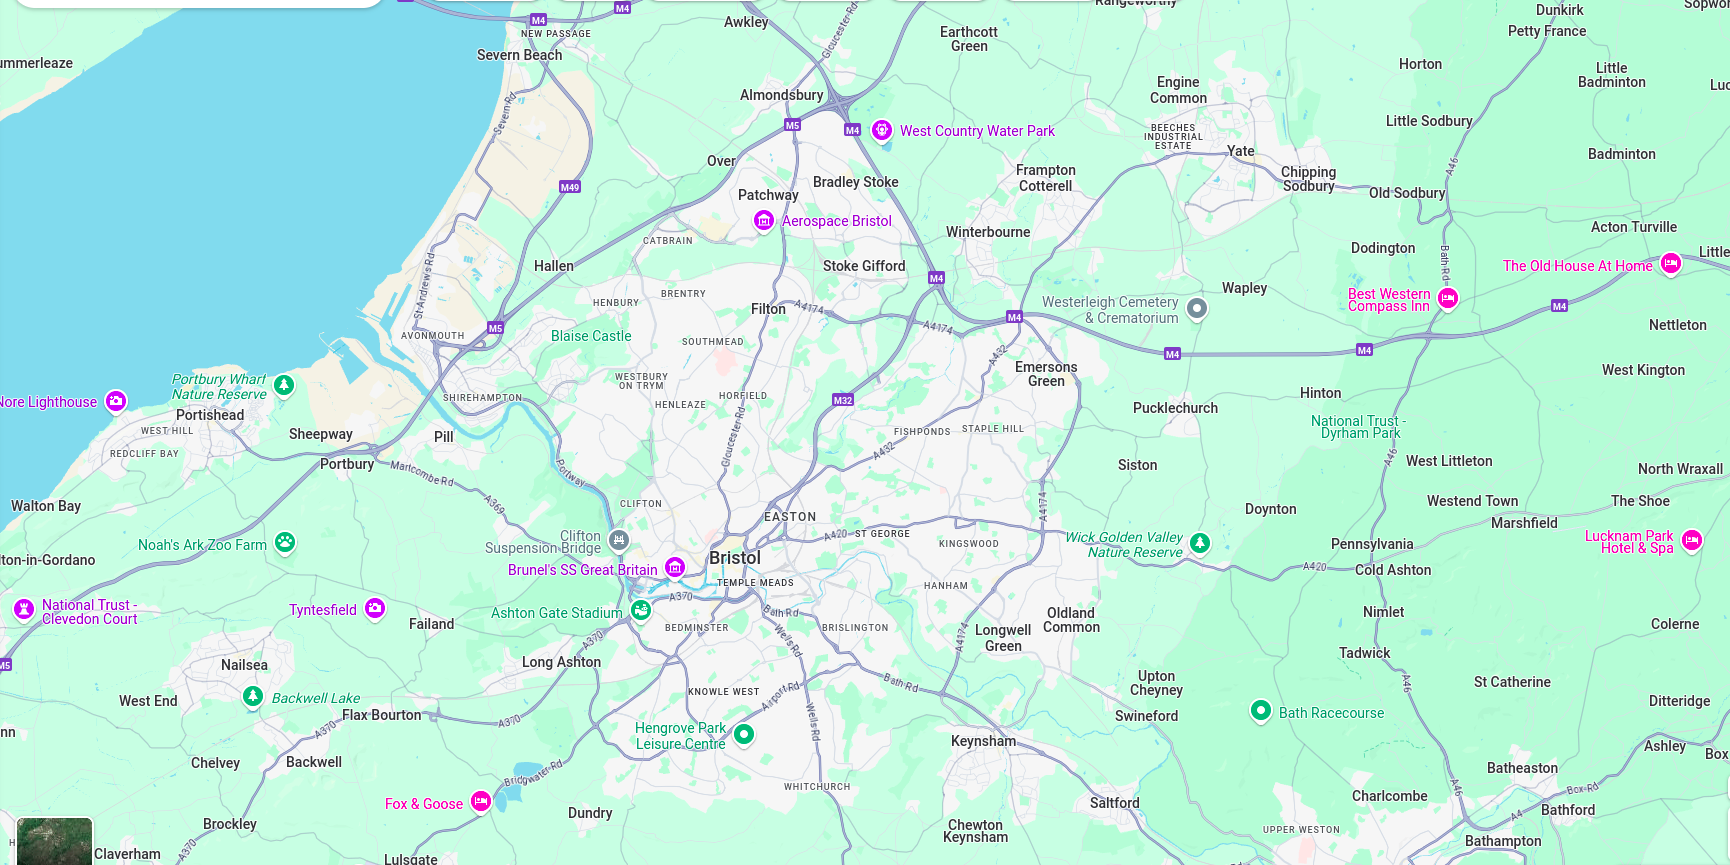 M4
M4
Awkley
Gloucester Rd
Rangeworthy
Dunkirk
NEW PASSAGE
Earthcott
Green
Petty France
Severn Beach
ummerleaze
Horton
Little
Badminton
Engine
Common
Almondsbury
Severn Rd
M5
M4
West Country Water Park
Little Sodbury
BEECHES
INDUSTRIAL
ESTATE
Yate
Badminton
Over
A46
Frampton
Cotterell
Chipping
Sodbury
Old Sodbury
M49
Patchway
Bradley Stoke
Aerospace Bristol
Winterbourne
Acton Turville
CATBRAIN
Dodington
Little
Hallen
Stoke Gifford
Bath Rd
The Old House At Home
St Andrew's Rd
M4
BRENTRY
HENBURY
Wapley
Best Western
Compass Inn
Westerleigh Cemetery
& Crematorium
Filton
A4174
M4
M4
M5
A4174
Nettleton
AVONMOUTH
Blaise Castle
SOUTHMEAD
A432
M4
M4
Emersons
Green
West Kington
Portbury Wharf
Nature Reserve
WESTBURY
ON TRYM
Hinton
Nore Lighthouse
SHIREHAMPTON
HENLEAZE
HORFIELD
M32
Pucklechurch
Portishead
WEST HILL
Sheepway
Pill
Gloucester Rd
FISHPONDS
STAPLE HILL
National Trust -
Dyrham Park
REDCLIFF BAY
Portbury
Martcombe Rd
Portway
A432
Siston
A46
West Littleton
North Wraxall
Walton Bay
A369
CLIFTON
EASTON
A4174
Doynton
Westend Town
The Shoe
Marshfield
Noah's Ark Zoo Farm
Clifton
Suspension Bridge
A420
ST GEORGE
KINGSWOOD
Wick Golden Valley
Nature Reserve
Pennsylvania
Lucknam Park
Hotel & Spa
lton-in-Gordano
Bristol
Brunel's SS Great Britain
A420
Cold Ashton
TEMPLE MEADS
HANHAM
National Trust -
Clevedon Court
Tyntesfield
A370
Ashton Gate Stadium
Bath Rd
Oldland
Common
Nimlet
Failand
BEDMINSTER
BRISLINGTON
Longwell
Green
Colerne
A370
Wells Rd
A4174
M5
Nailsea
Long Ashton
Tadwick
Upton
Cheyney
A46
St Catherine
Backwell Lake
KNOWLE WEST
Airport Rd
Bath Rd
West End
Ditteridge
Flax Bourton
A370
Swineford
Bath Racecourse
A370
Hengrove Park
Leisure Centre
Wells Rd
nn
Keynsham
Ashley
Box
Chelvey
Backwell
Bridgwater Rd
Batheaston
WHITCHURCH
A46
Box Rd
Fox & Goose
Saltford
Charlcombe
Bathford
Dundry
A4
Brockley
Chewton
Keynsham
UPPER WESTON
Bathampton
A370
Claverham
Lulsgate